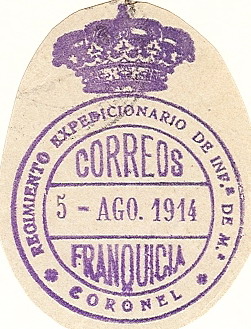 REGIMIENTO EXPEDICIONARIO DE INF.ª DE M.ª
CORREOS
5 - AGO. 1914
FRANQUICIA
CORONEL